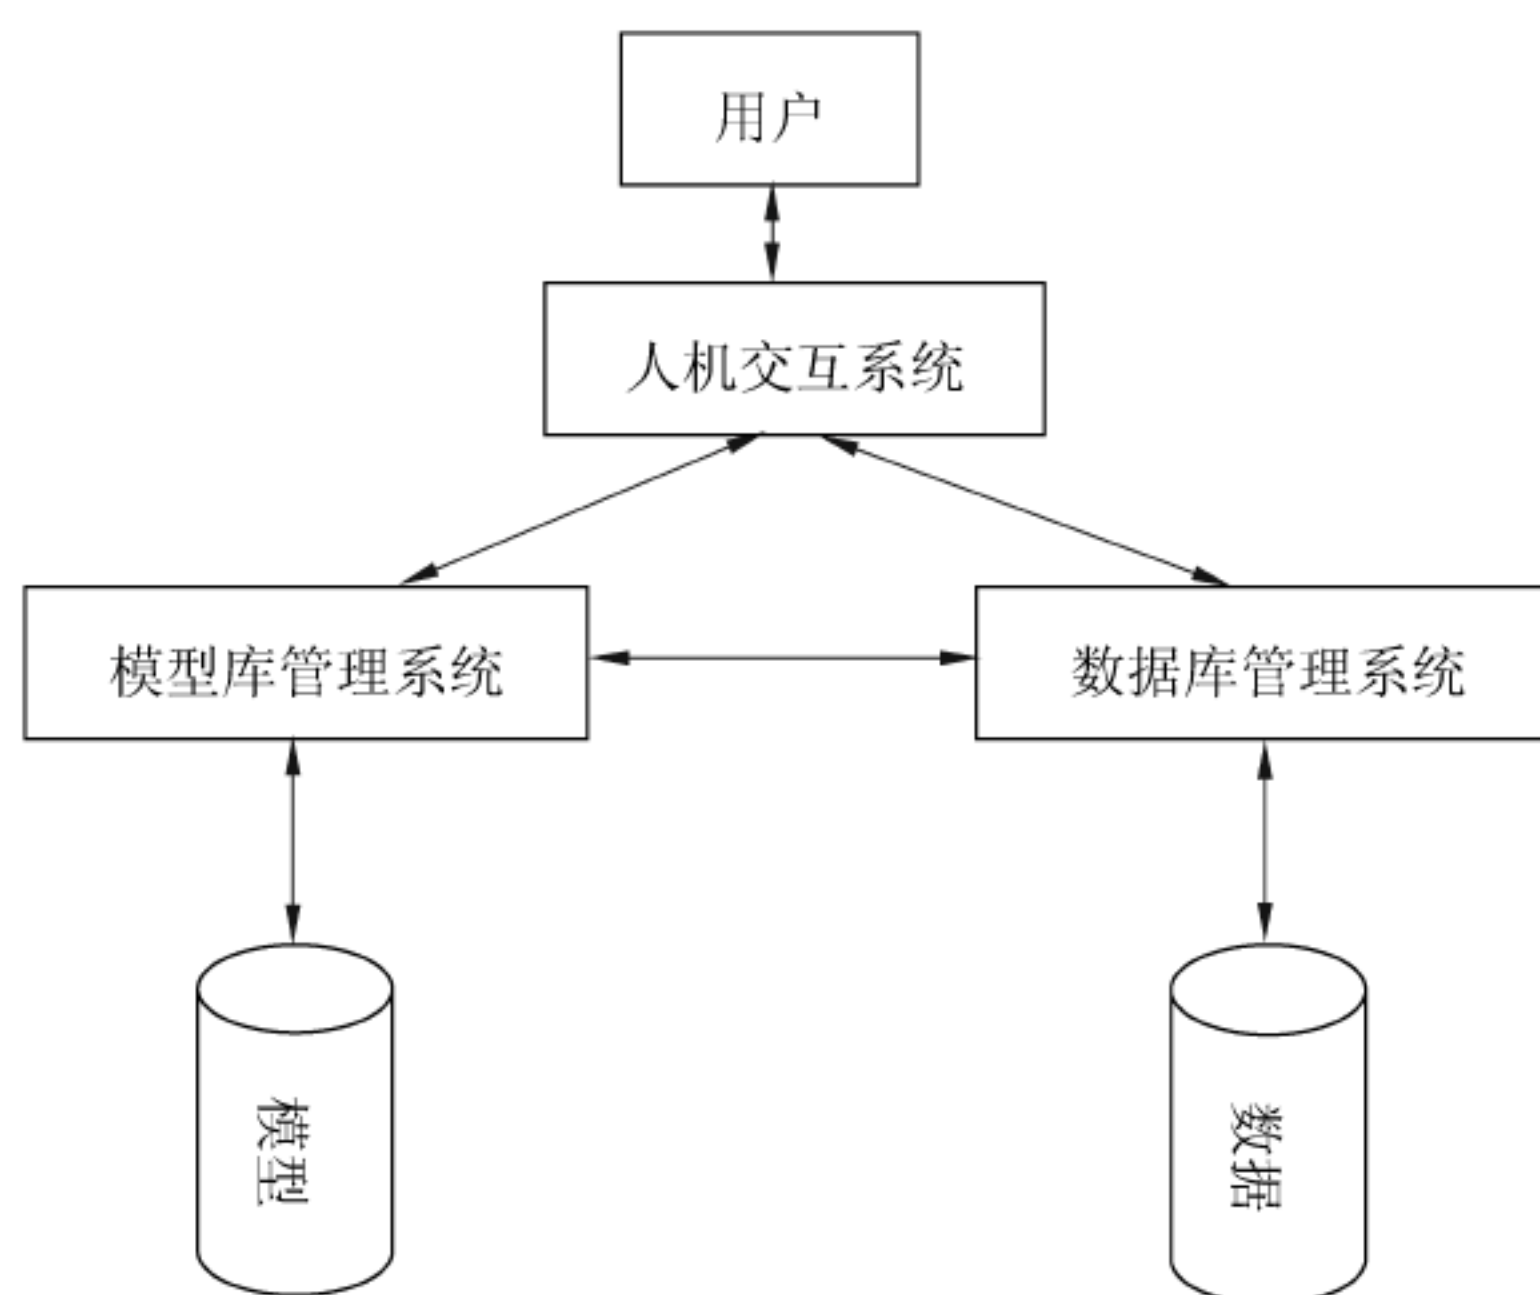 用户
人机交互系统
模型库管理系统
数据库管理系统
模型
数据